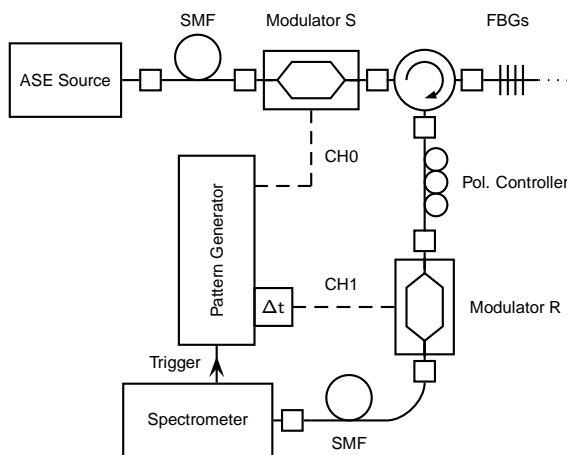 SMF
Modulator S
FBGs
ASE Source
CH0
Pol. Controller
Pattern Generator
CH1
Δt
Modulator R
Trigger
Spectrometer
SMF